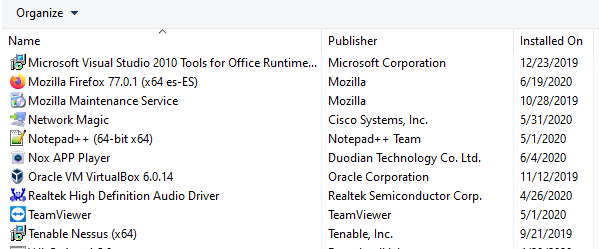 Organize
Name Publisher Installed On
Microsoft Visual Studio 2010 Tools for Office Runtime... Microsoft Corporation 12/23/2019
Mozilla Firefox 77.0.1 (x64 es-ES) Mozilla 6/19/2020
Mozilla Maintenance Service Mozilla 10/28/2019
Network Magic Cisco Systems, Inc. 5/31/2020
Notepad++ (64-bit x64) Notepad++ Team 5/1/2020
Nox APP Player Duodian Technology Co. Ltd. 6/4/2020
Oracle VM VirtualBox 6.0.14 Oracle Corporation 11/12/2019
Realtek High Definition Audio Driver Realtek Semiconductor Corp. 4/26/2020
TeamViewer TeamViewer 5/1/2020
Tenable Nessus (x64) Tenable, Inc. 9/21/2019